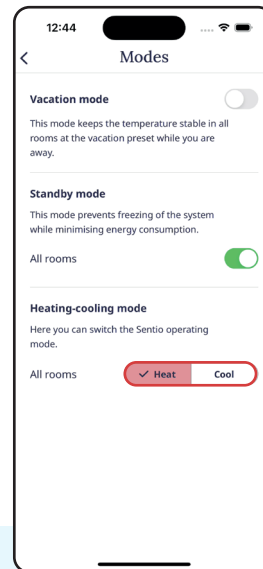 12:44
Modes
Vacation mode
This mode keeps the temperature stable in all
rooms at the vacation preset while you are
away.
Standby mode
This mode prevents freezing of the system
while minimising energy consumption.
All rooms
Heating-cooling mode
Here you can switch the Sentio operating
mode.
All rooms Heat Cool